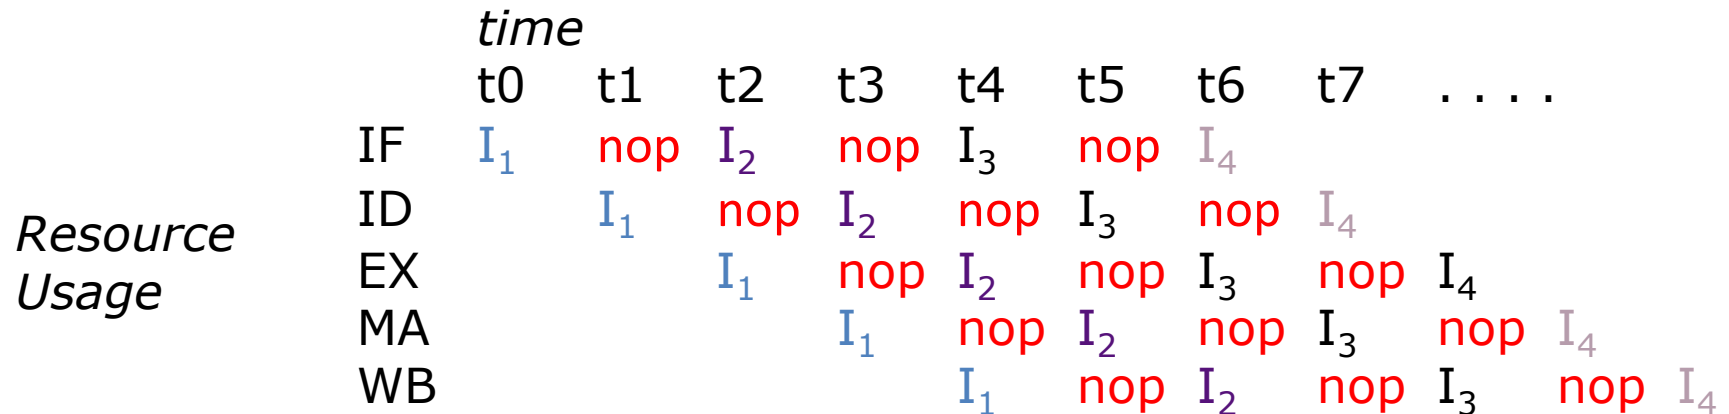 time
t0 t1 t2 t3 t4 t5 t6 t7 . . . .
IF I₁ nop I₂ nop I₃ nop I₄
ID I₁ nop I₂ nop I₃ nop I₄
Resource
Usage
EX I₁ nop I₂ nop I₃ nop I₄
MA I₁ nop I₂ nop I₃ nop I₄
WB I₁ nop I₂ nop I₃ nop I₄